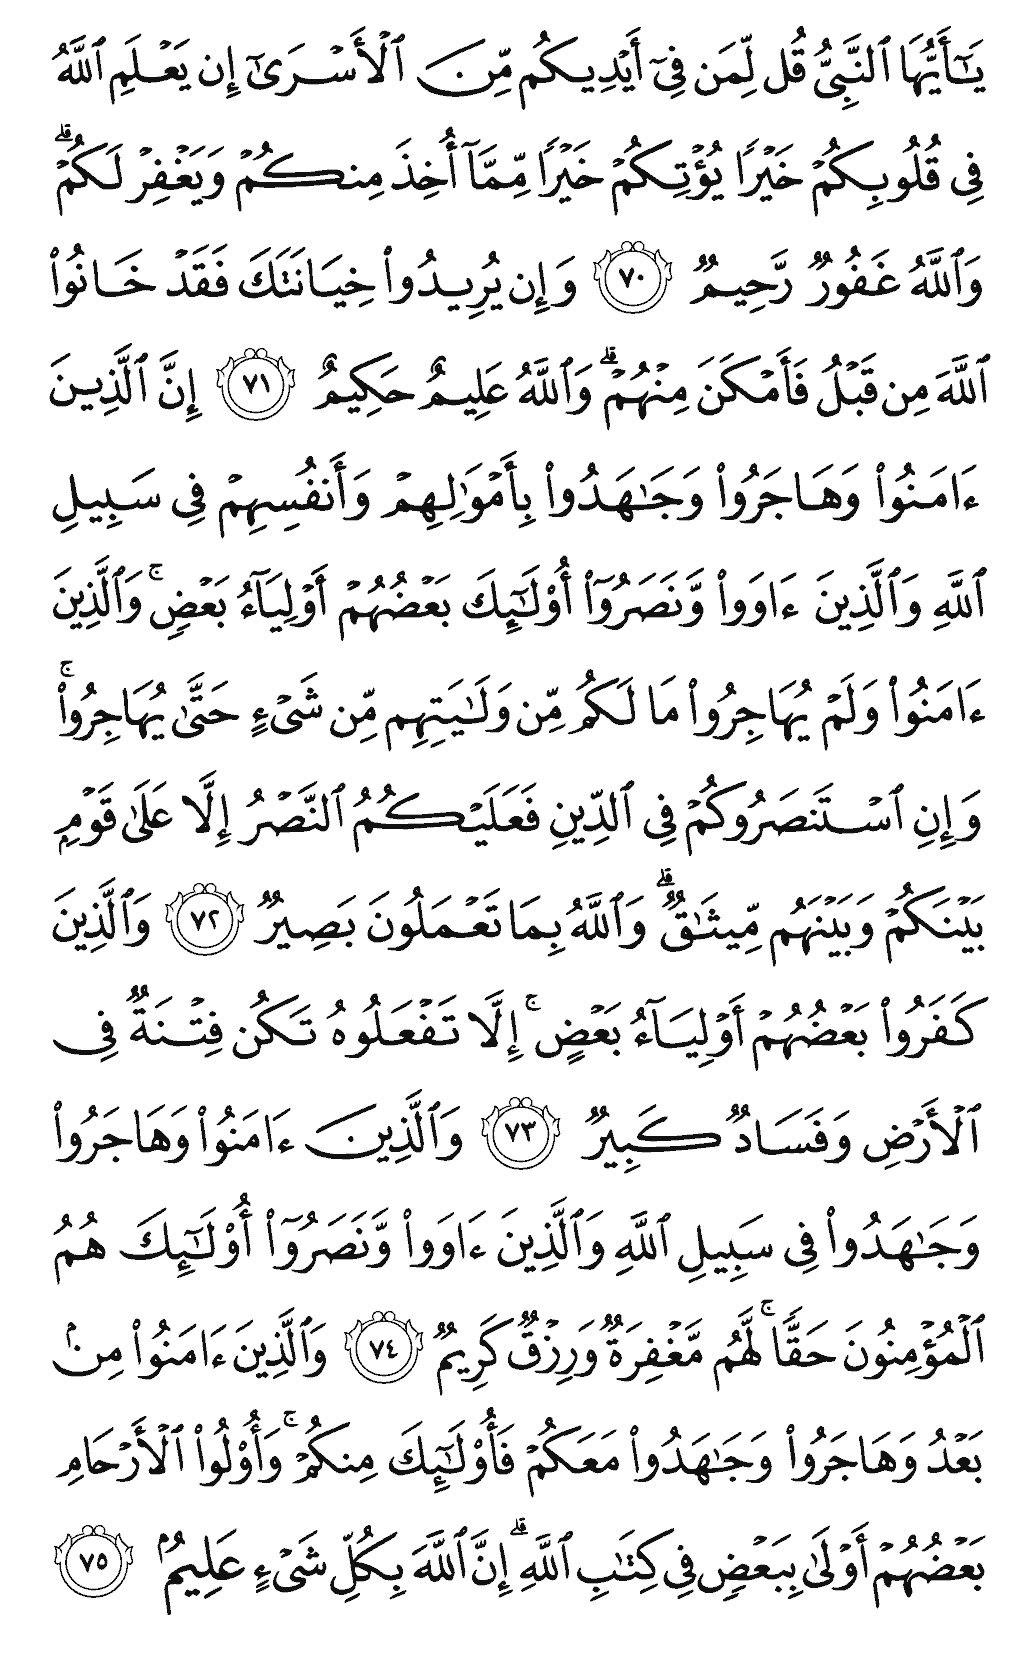 يَـٰٓأَيُّهَا ٱلنَّبِىُّ قُل لِّمَن فِىٓ أَيْدِيكُم مِّنَ ٱلْأَسْرَىٰٓ إِن يَعْلَمِ ٱللَّهُ
فِى قُلُوبِكُمْ خَيْرًا يُؤْتِكُمْ خَيْرًا مِّمَّآ أُخِذَ مِنكُمْ وَيَغْفِرْ لَكُمْ ۗ
وَٱللَّهُ غَفُورٌ رَّحِيمٌ ٧٠ وَإِن يُرِيدُوا۟ خِيَانَتَكَ فَقَدْ خَانُوا۟
ٱللَّهَ مِن قَبْلُ فَأَمْكَنَ مِنْهُمْ ۗ وَٱللَّهُ عَلِيمٌ حَكِيمٌ ٧١ إِنَّ ٱلَّذِينَ
ءَامَنُوا۟ وَهَاجَرُوا۟ وَجَـٰهَدُوا۟ بِأَمْوَٰلِهِمْ وَأَنفُسِهِمْ فِى سَبِيلِ
ٱللَّهِ وَٱلَّذِينَ ءَاوَوا۟ وَّنَصَرُوٓا۟ أُو۟لَـٰٓئِكَ بَعْضُهُمْ أَوْلِيَآءُ بَعْضٍ ۚ وَٱلَّذِينَ
ءَامَنُوا۟ وَلَمْ يُهَاجِرُوا۟ مَا لَكُم مِّن وَلَـٰيَتِهِم مِّن شَىْءٍ حَتَّىٰ يُهَاجِرُوا۟ ۚ
وَإِنِ ٱسْتَنصَرُوكُمْ فِى ٱلدِّينِ فَعَلَيْكُمُ ٱلنَّصْرُ إِلَّا عَلَىٰ قَوْمٍ
بَيْنَكُمْ وَبَيْنَهُم مِّيثَـٰقٌ ۗ وَٱللَّهُ بِمَا تَعْمَلُونَ بَصِيرٌ ٧٢ وَٱلَّذِينَ
كَفَرُوا۟ بَعْضُهُمْ أَوْلِيَآءُ بَعْضٍ ۚ إِلَّا تَفْعَلُوهُ تَكُن فِتْنَةٌ فِى
ٱلْأَرْضِ وَفَسَادٌ كَبِيرٌ ٧٣ وَٱلَّذِينَ ءَامَنُوا۟ وَهَاجَرُوا۟
وَجَـٰهَدُوا۟ فِى سَبِيلِ ٱللَّهِ وَٱلَّذِينَ ءَاوَوا۟ وَّنَصَرُوٓا۟ أُو۟لَـٰٓئِكَ هُمُ
ٱلْمُؤْمِنُونَ حَقًّا ۚ لَّهُم مَّغْفِرَةٌ وَرِزْقٌ كَرِيمٌ ٧٤ وَٱلَّذِينَ ءَامَنُوا۟ مِنۢ
بَعْدُ وَهَاجَرُوا۟ وَجَـٰهَدُوا۟ مَعَكُمْ فَأُو۟لَـٰٓئِكَ مِنكُمْ ۚ وَأُو۟لُوا۟ ٱلْأَرْحَامِ
بَعْضُهُمْ أَوْلَىٰ بِبَعْضٍ فِى كِتَـٰبِ ٱللَّهِ ۗ إِنَّ ٱللَّهَ بِكُلِّ شَىْءٍ عَلِيمٌۢ ٧٥